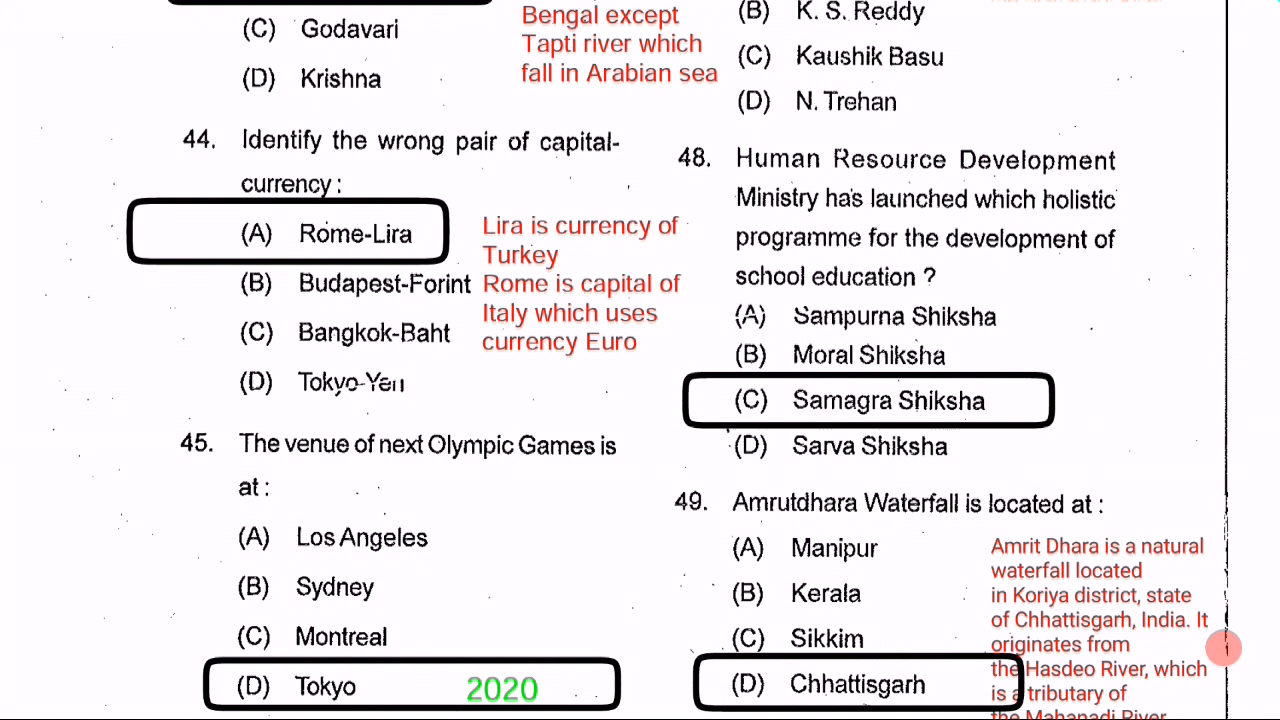 (C) Godavari
(D) Krishna
Bengal except
Tapti river which
fall in Arabian sea
44. Identify the wrong pair of capital-
currency :
(A) Rome-Lira
(B) Budapest-Forint
(C) Bangkok-Baht
(D) Tokyo-Yen
Lira is currency of
Turkey
Rome is capital of
Italy which uses
currency Euro
45. The venue of next Olympic Games is
at :
(A) Los Angeles
(B) Sydney
(C) Montreal
(D) Tokyo 2020
(B) K. S. Reddy
(C) Kaushik Basu
(D) N. Trehan
48. Human Resource Development
Ministry has launched which holistic
programme for the development of
school education ?
(A) Sampurna Shiksha
(B) Moral Shiksha
(C) Samagra Shiksha
(D) Sarva Shiksha
49. Amrutdhara Waterfall is located at :
(A) Manipur
(B) Kerala
(C) Sikkim
(D) Chhattisgarh
Amrit Dhara is a natural
waterfall located
in Koriya district, state
of Chhattisgarh, India. It
originates from
the Hasdeo River, which
is a tributary of
the Mahanadi River